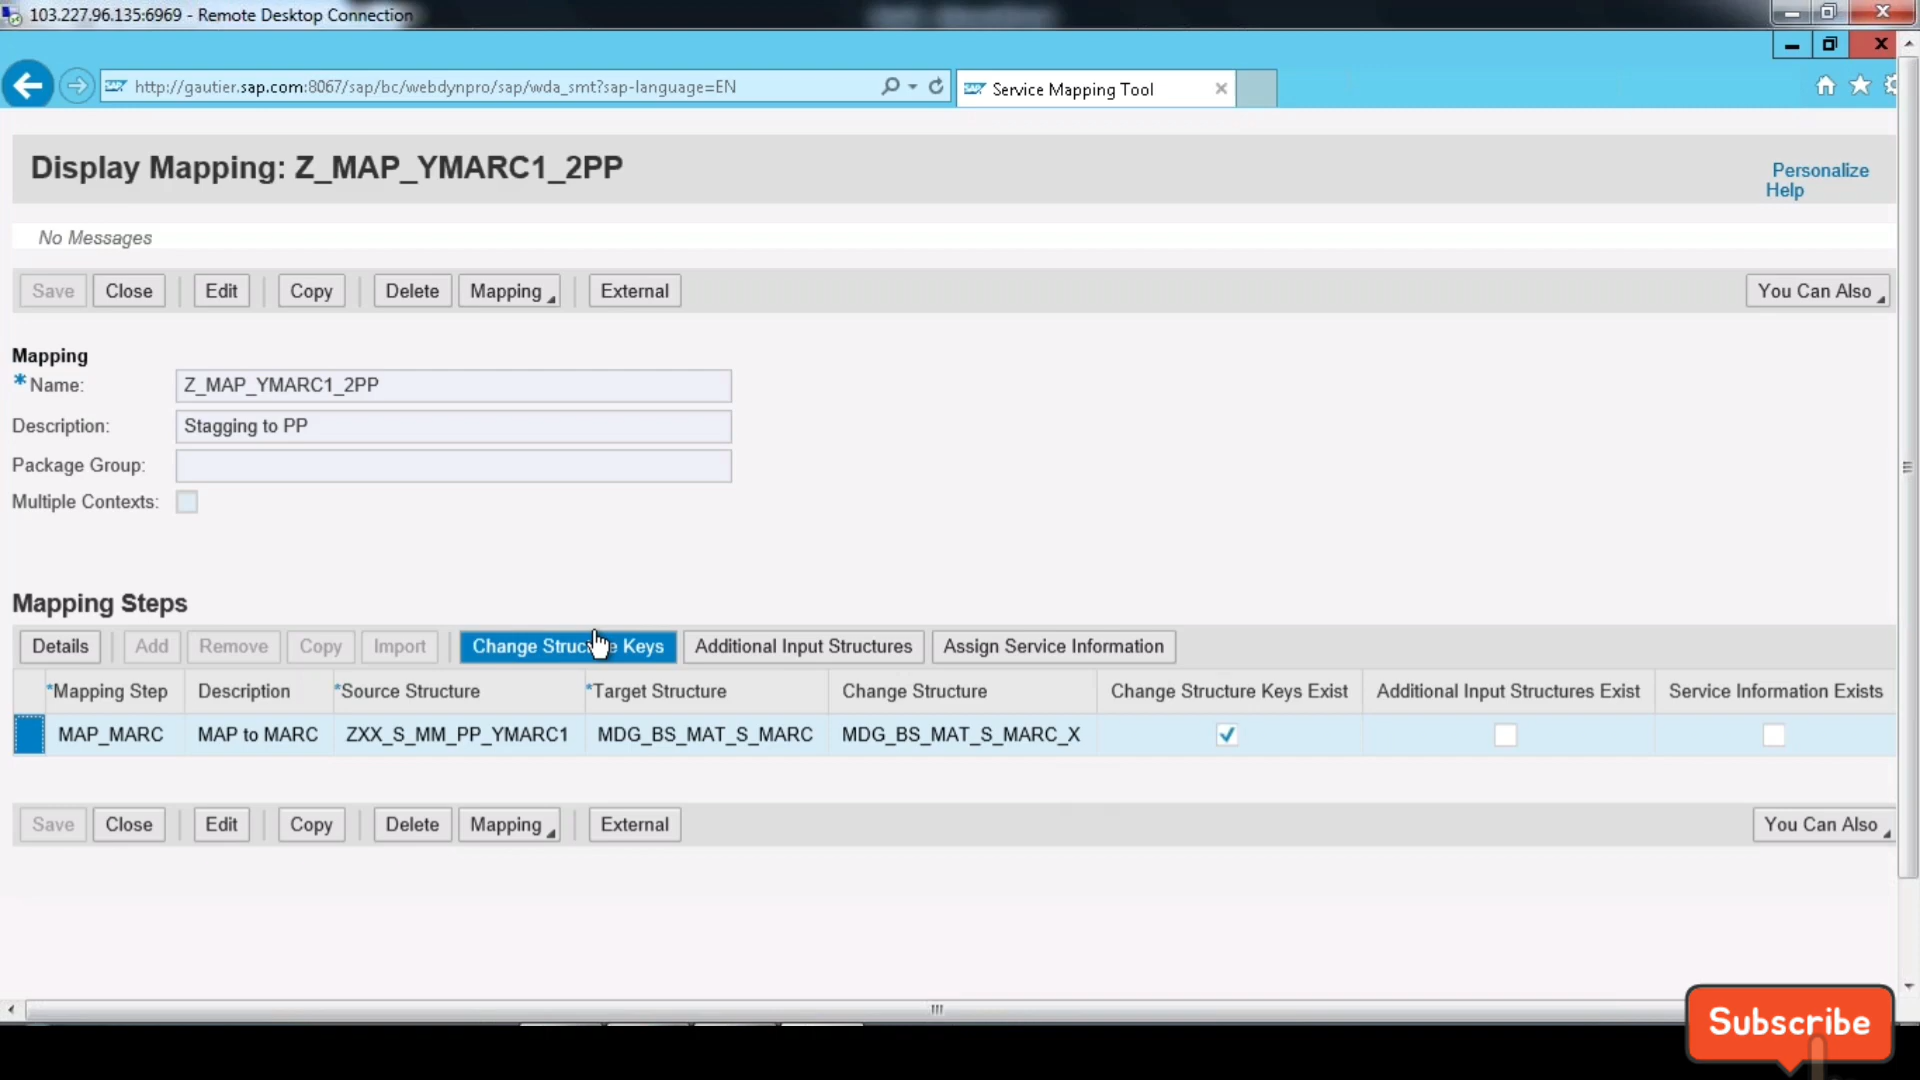 103.227.96.135:6969 - Remote Desktop Connection
http://gautier.sap.com:8067/sap/bc/webdynpro/sap/wda_smt?sap-language=EN
Service Mapping Tool
Display Mapping: Z_MAP_YMARC1_2PP
Personalize
Help
No Messages
Save Close Edit Copy Delete Mapping External You Can Also
Mapping
*Name: Z_MAP_YMARC1_2PP
Description: Stagging to PP
Package Group:
Multiple Contexts:
Mapping Steps
Details Add Remove Copy Import Change Structure Keys Additional Input Structures Assign Service Information
*Mapping Step Description *Source Structure *Target Structure Change Structure Change Structure Keys Exist Additional Input Structures Exist Service Information Exists
MAP_MARC MAP to MARC ZXX_S_MM_PP_YMARC1 MDG_BS_MAT_S_MARC MDG_BS_MAT_S_MARC_X
Save Close Edit Copy Delete Mapping External You Can Also
Subscribe